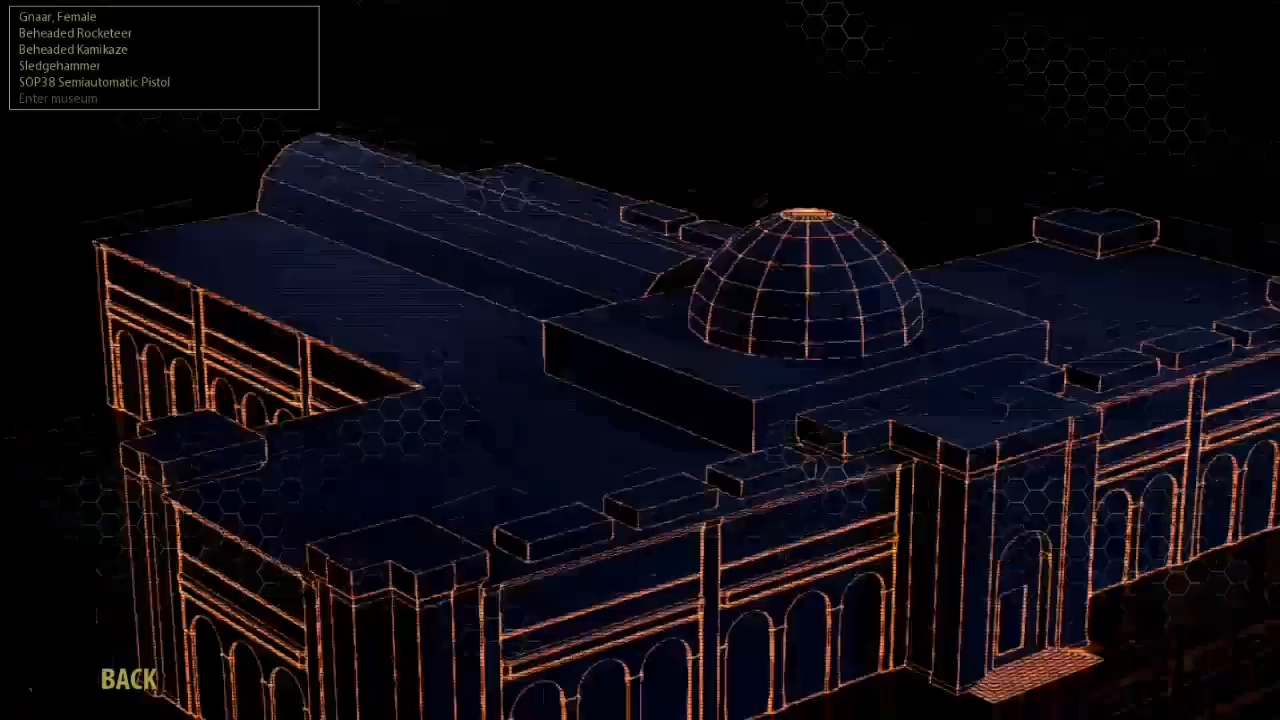 Gnaar, Female
Beheaded Rocketeer
Beheaded Kamikaze
Sledgehammer
SOP38 Semiautomatic Pistol
Enter museum
BACK